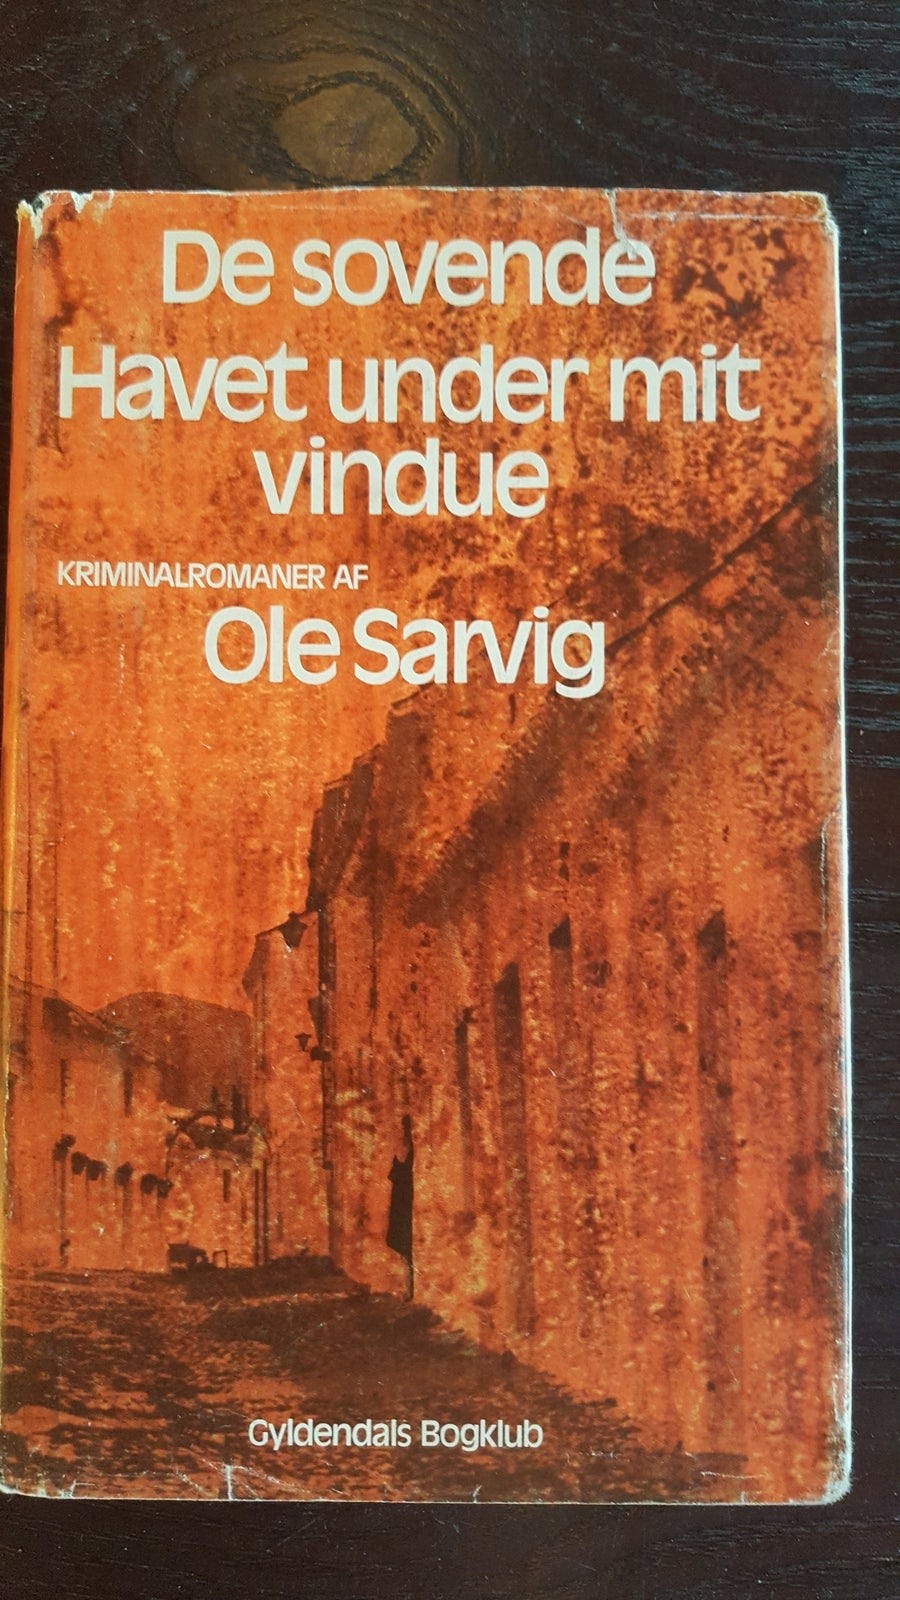 De sovende
Havet under mit
vindue
KRIMINALROMANER AF
Ole Sarvig
Gyldendals Bogklub